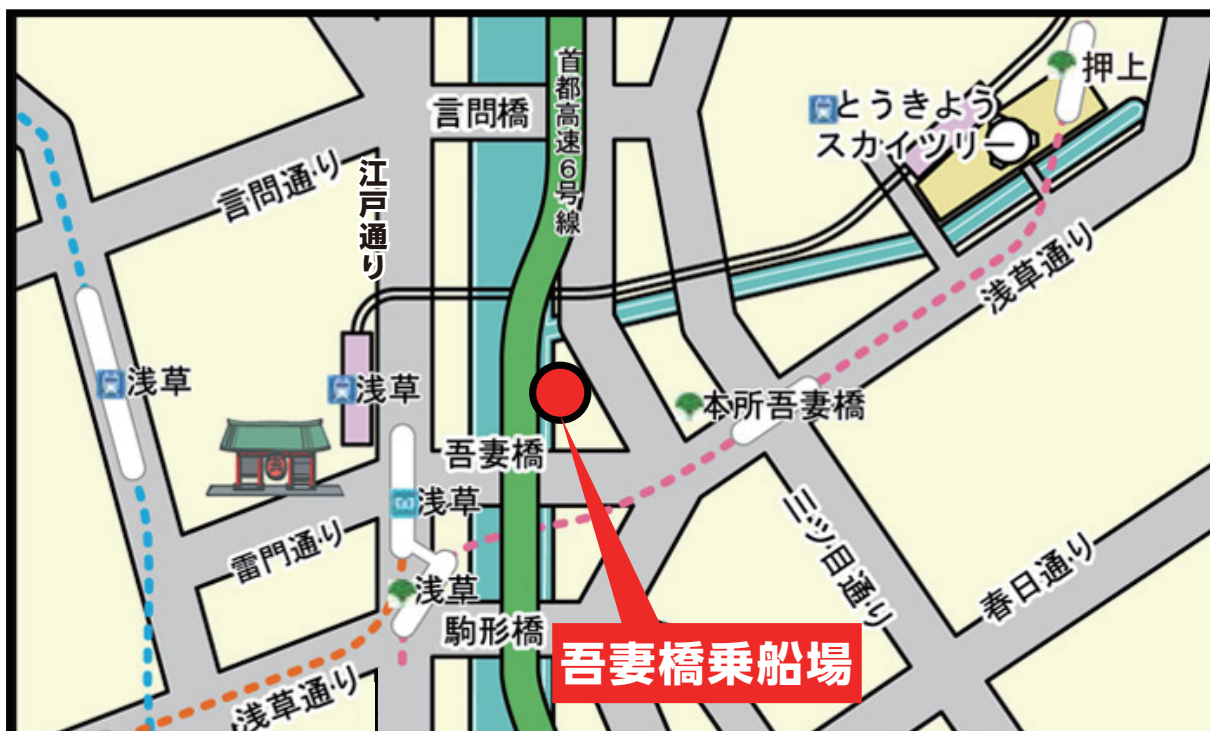 首都高速6号線
押上
言問橋
とうきょう
スカイツリー
言問通り
江戸通り
浅草通り
浅草
浅草
本所吾妻橋
吾妻橋
浅草
雷門通り
三ツ目通り
浅草
春日通り
駒形橋
吾妻橋乗船場
浅草通り